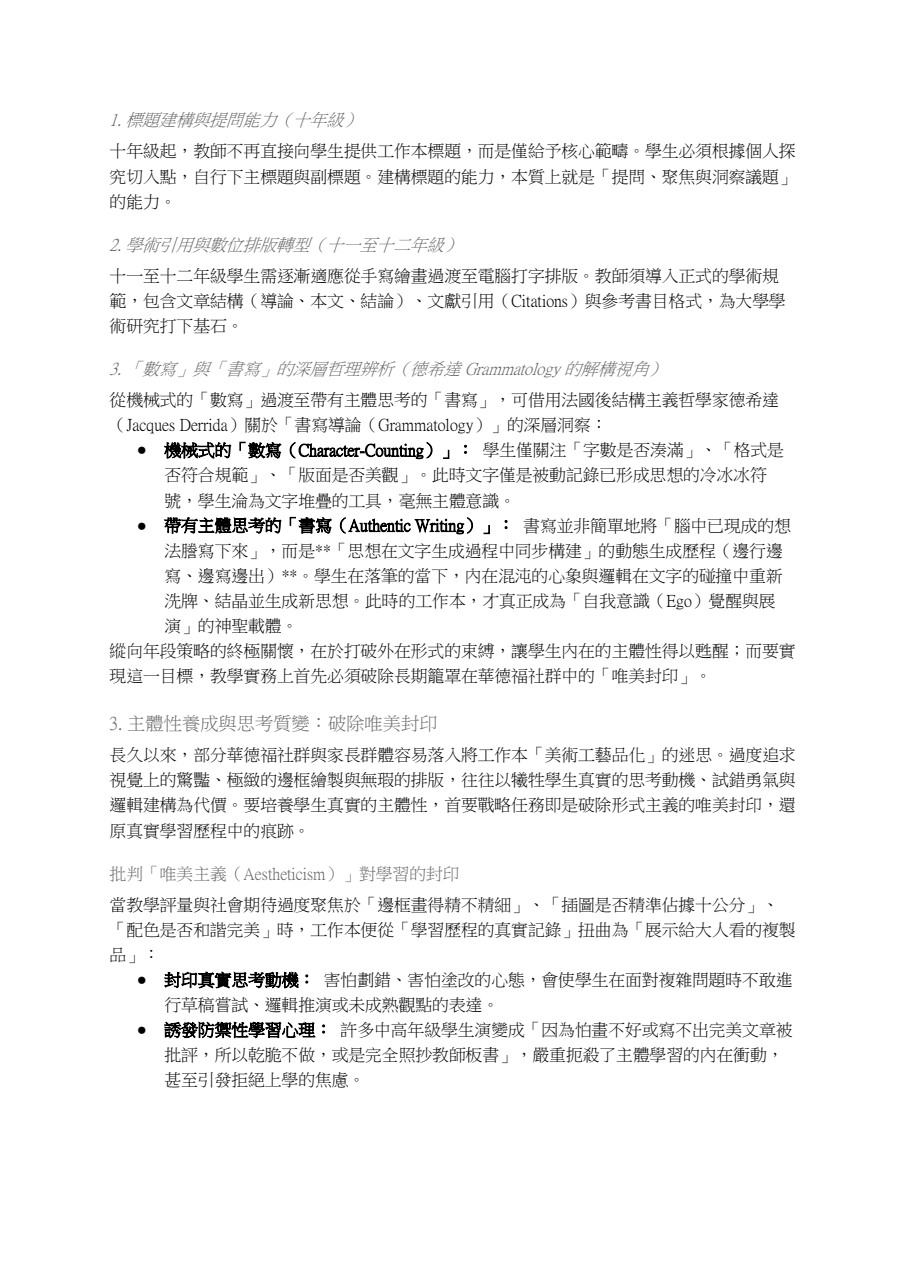 1. 標題建構與提問能力（十年級）
十年級起，教師不再直接向學生提供工作本標題，而是僅給予核心範疇。學生必須根據個人探
究切入點，自行下主標題與副標題。建構標題的能力，本質上就是「提問、聚焦與洞察議題」
的能力。
2. 學術引用與數位排版轉型（十一至十二年級）
十一至十二年級學生需逐漸適應從手寫繪畫過渡至電腦打字排版。教師須導入正式的學術規
範，包含文章結構（導論、本文、結論）、文獻引用（Citations）與參考書目格式，為大學學
術研究打下基石。
3. 「數寫」與「書寫」的深層哲理辨析（德希達 Grammatology 的解構視角）
從機械式的「數寫」過渡至帶有主體思考的「書寫」，可借用法國後結構主義哲學家德希達
（Jacques Derrida）關於「書寫導論（Grammatology）」的深層洞察：
● 機械式的「數寫（Character-Counting）」： 學生僅關注「字數是否湊滿」、「格式是
否符合規範」、「版面是否美觀」。此時文字僅是被動記錄已形成思想的冷冰冰符
號，學生淪為文字堆疊的工具，毫無主體意識。
● 帶有主體思考的「書寫（Authentic Writing）」： 書寫並非簡單地將「腦中已現成的想
法謄寫下來」，而是**「思想在文字生成過程中同步構建」的動態生成歷程（邊行邊
寫、邊寫邊出）**。學生在落筆的當下，內在混沌的心象與邏輯在文字的碰撞中重新
洗牌、結晶並生成新思想。此時的工作本，才真正成為「自我意識（Ego）覺醒與展
演」的神聖載體。
縱向年段策略的終極關懷，在於打破外在形式的束縛，讓學生內在的主體性得以甦醒；而要實
現這一目標，教學實務上首先必須破除長期籠罩在華德福社群中的「唯美封印」。
3. 主體性養成與思考質變：破除唯美封印
長久以來，部分華德福社群與家長群體容易落入將工作本「美術工藝品化」的迷思。過度追求
視覺上的驚豔、極緻的邊框繪製與無瑕的排版，往往以犧牲學生真實的思考動機、試錯勇氣與
邏輯建構為代價。要培養學生真實的主體性，首要戰略任務即是破除形式主義的唯美封印，還
原真實學習歷程中的痕跡。
批判「唯美主義（Aestheticism）」對學習的封印
當教學評量與社會期待過度聚焦於「邊框畫得精不精細」、「插圖是否精準佔據十公分」、
「配色是否和諧完美」時，工作本便從「學習歷程的真實記錄」扭曲為「展示給大人看的複製
品」：
● 封印真實思考動機： 害怕劃錯、害怕塗改的心態，會使學生在面對複雜問題時不敢進
行草稿嘗試、邏輯推演或未成熟觀點的表達。
● 誘發防禦性學習心理： 許多中高年級學生演變成「因為怕畫不好或寫不出完美文章被
批評，所以乾脆不做，或是完全照抄教師板書」，嚴重扼殺了主體學習的內在衝動，
甚至引發拒絕上學的焦慮。